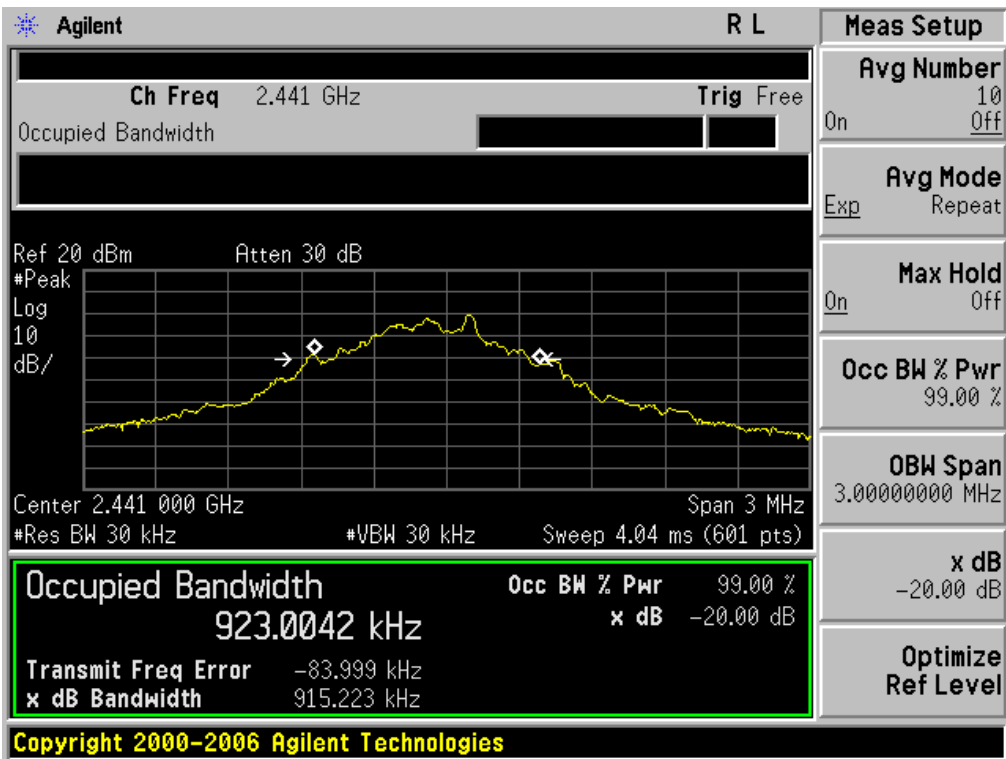 Agilent R L
Ch Freq 2.441 GHz Trig Free
Occupied Bandwidth
Ref 20 dBm Atten 30 dB
#Peak
Log
10
dB/
Center 2.441 000 GHz Span 3 MHz
#Res BW 30 kHz #VBW 30 kHz Sweep 4.04 ms (601 pts)
Occupied Bandwidth Occ BW % Pwr 99.00 %
923.0042 kHz x dB -20.00 dB
Transmit Freq Error -83.999 kHz
x dB Bandwidth 915.223 kHz
Copyright 2000-2006 Agilent Technologies
Meas Setup
Avg Number
10
On Off
Avg Mode
Exp Repeat
Max Hold
On Off
Occ BW % Pwr
99.00 %
OBW Span
3.00000000 MHz
x dB
-20.00 dB
Optimize
Ref Level